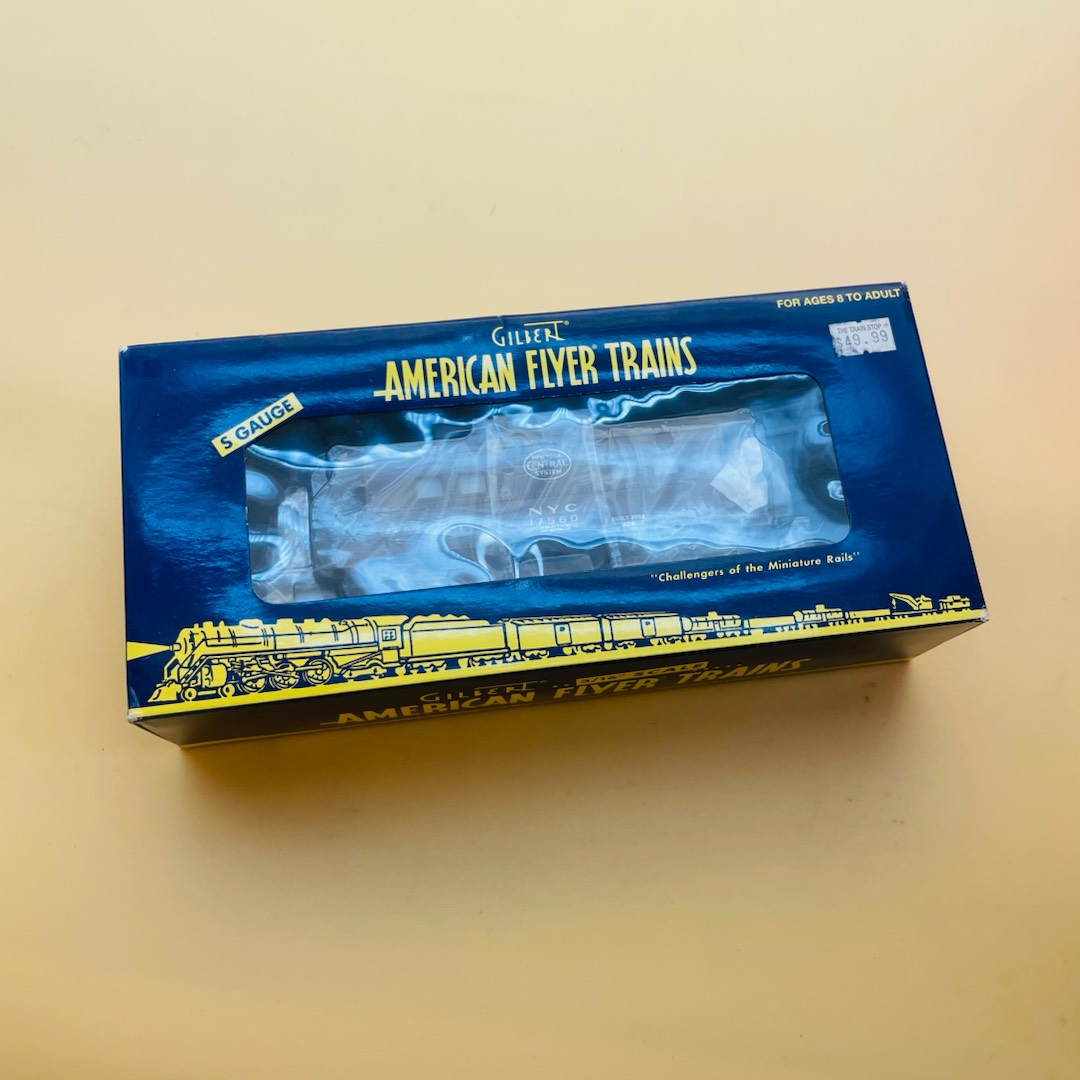 FOR AGES 8 TO ADULT
GILBERT®
AMERICAN FLYER® TRAINS
THE TRAIN STOP
$49.99
S GAUGE
NEW YORK
CENTRAL
SYSTEM
NYC
"Challengers of the Miniature Rails"
GILBERT®
AMERICAN FLYER® TRAINS